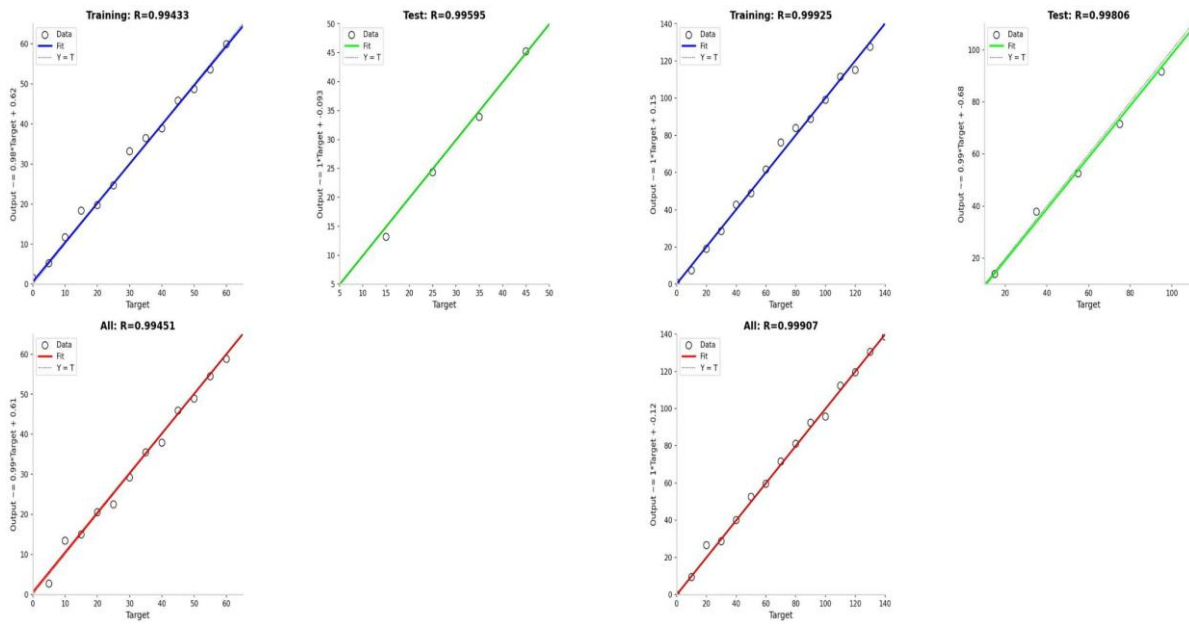 Training: R=0.99433
Data
Fit
Y = T
Output ~= 0.98*Target + 0.62
60
50
40
30
20
10
0
0 10 20 30 40 50 60
Target
Test: R=0.99595
Data
Fit
Y = T
Output ~= 1*Target + -0.093
50
45
40
35
30
25
20
15
10
5
5 10 15 20 25 30 35 40 45 50
Target
Training: R=0.99925
Data
Fit
Y = T
Output ~= 1*Target + 0.15
140
120
100
80
60
40
20
0
0 20 40 60 80 100 120 140
Target
Test: R=0.99806
Data
Fit
Y = T
Output ~= 0.99*Target + -0.68
100
80
60
40
20
20 40 60 80 100
Target
All: R=0.99451
Data
Fit
Y = T
Output ~= 0.99*Target + 0.61
60
50
40
30
20
10
0
0 10 20 30 40 50 60
Target
All: R=0.99907
Data
Fit
Y = T
Output ~= 1*Target + -0.12
140
120
100
80
60
40
20
0
0 20 40 60 80 100 120 140
Target